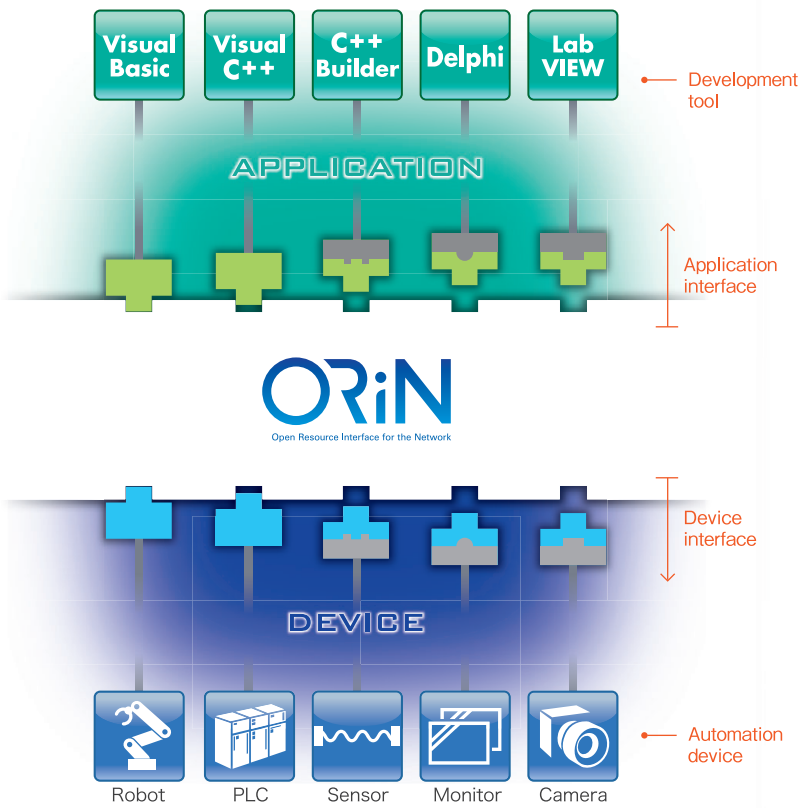 Visual
Basic
Visual
C++
C++
Builder
Delphi
Lab
VIEW
Development
tool
APPLICATION
Application
interface
ORiN
Open Resource Interface for the Network
Device
interface
DEVICE
Automation
device
Robot
PLC
Sensor
Monitor
Camera